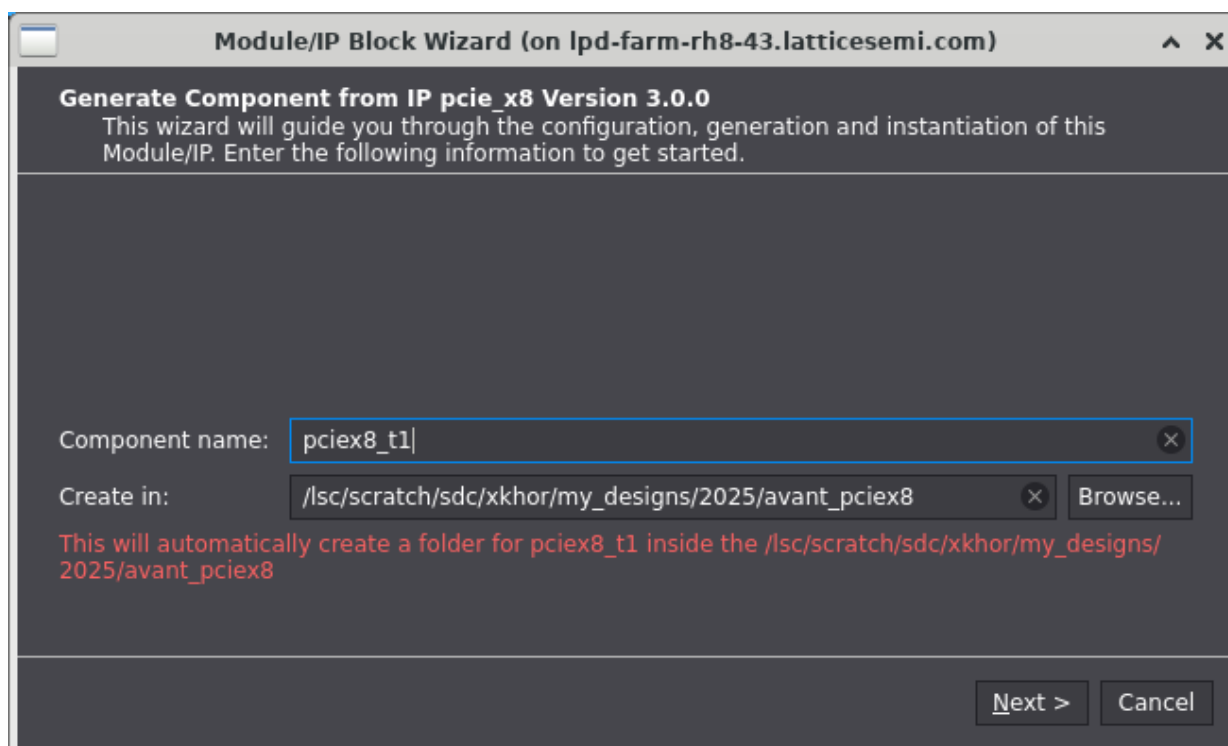 Module/IP Block Wizard (on lpd-farm-rh8-43.latticesemi.com)
Generate Component from IP pcie_x8 Version 3.0.0
This wizard will guide you through the configuration, generation and instantiation of this
Module/IP. Enter the following information to get started.
Component name: pciex8_t1
Create in: /lsc/scratch/sdc/xkhor/my_designs/2025/avant_pciex8 Browse...
This will automatically create a folder for pciex8_t1 inside the /lsc/scratch/sdc/xkhor/my_designs/
2025/avant_pciex8
Next > Cancel